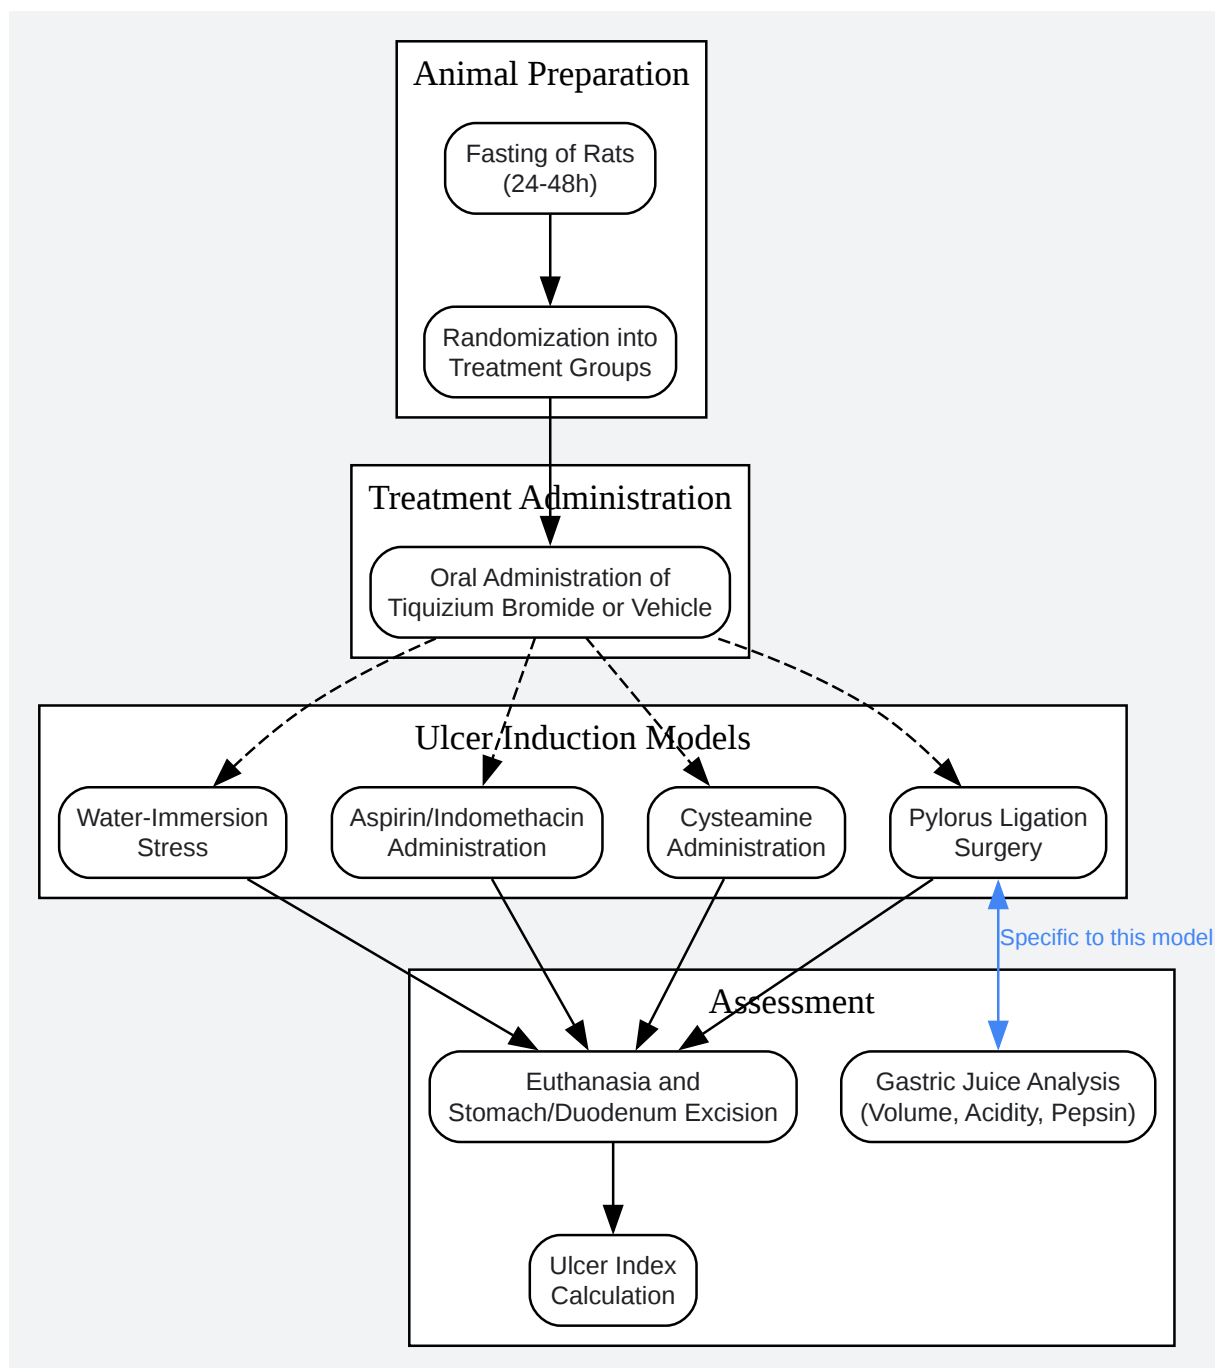 Animal Preparation
Fasting of Rats
(24-48h)
Randomization into
Treatment Groups
Treatment Administration
Oral Administration of
Tiquizium Bromide or Vehicle
Ulcer Induction Models
Water-Immersion
Stress
Aspirin/Indomethacin
Administration
Cysteamine
Administration
Pylorus Ligation
Surgery
Specific to this model
Assessment
Euthanasia and
Stomach/Duodenum Excision
Gastric Juice Analysis
(Volume, Acidity, Pepsin)
Ulcer Index
Calculation